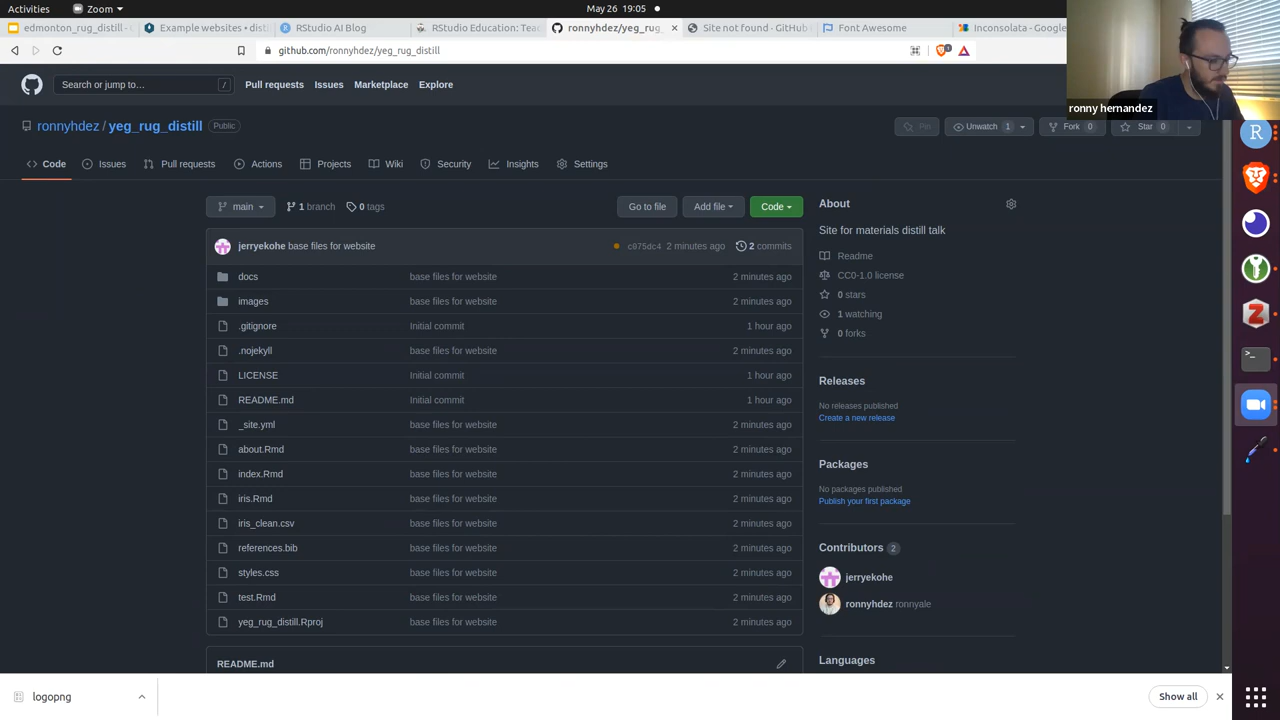 Activities
Zoom
May 26 19:05
edmonton_rug_distill -
Example websites • disti
RStudio AI Blog
RStudio Education: Tea
ronnyhdez/yeg_rug_
Site not found · GitHub
Font Awesome
Inconsolata - Google
github.com/ronnyhdez/yeg_rug_distill
1
ronny hernandez
Search or jump to…
/
Pull requests
Issues
Marketplace
Explore
ronnyhdez / yeg_rug_distill
Public
Pin
Unwatch 1
Fork 0
Star 0
Code
Issues
Pull requests
Actions
Projects
Wiki
Security
Insights
Settings
main
1 branch
0 tags
Go to file
Add file
Code
jerryekohe base files for website
c075dc4 2 minutes ago
2 commits
docs base files for website 2 minutes ago
images base files for website 2 minutes ago
.gitignore Initial commit 1 hour ago
.nojekyll base files for website 2 minutes ago
LICENSE Initial commit 1 hour ago
README.md Initial commit 1 hour ago
_site.yml base files for website 2 minutes ago
about.Rmd base files for website 2 minutes ago
index.Rmd base files for website 2 minutes ago
iris.Rmd base files for website 2 minutes ago
iris_clean.csv base files for website 2 minutes ago
references.bib base files for website 2 minutes ago
styles.css base files for website 2 minutes ago
test.Rmd base files for website 2 minutes ago
yeg_rug_distill.Rproj base files for website 2 minutes ago
README.md
About
Site for materials distill talk
Readme
CC0-1.0 license
0 stars
1 watching
0 forks
Releases
No releases published
Create a new release
Packages
No packages published
Publish your first package
Contributors 2
jerryekohe
ronnyhdez ronnyale
Languages
R
Z
>_
logopng
Show all